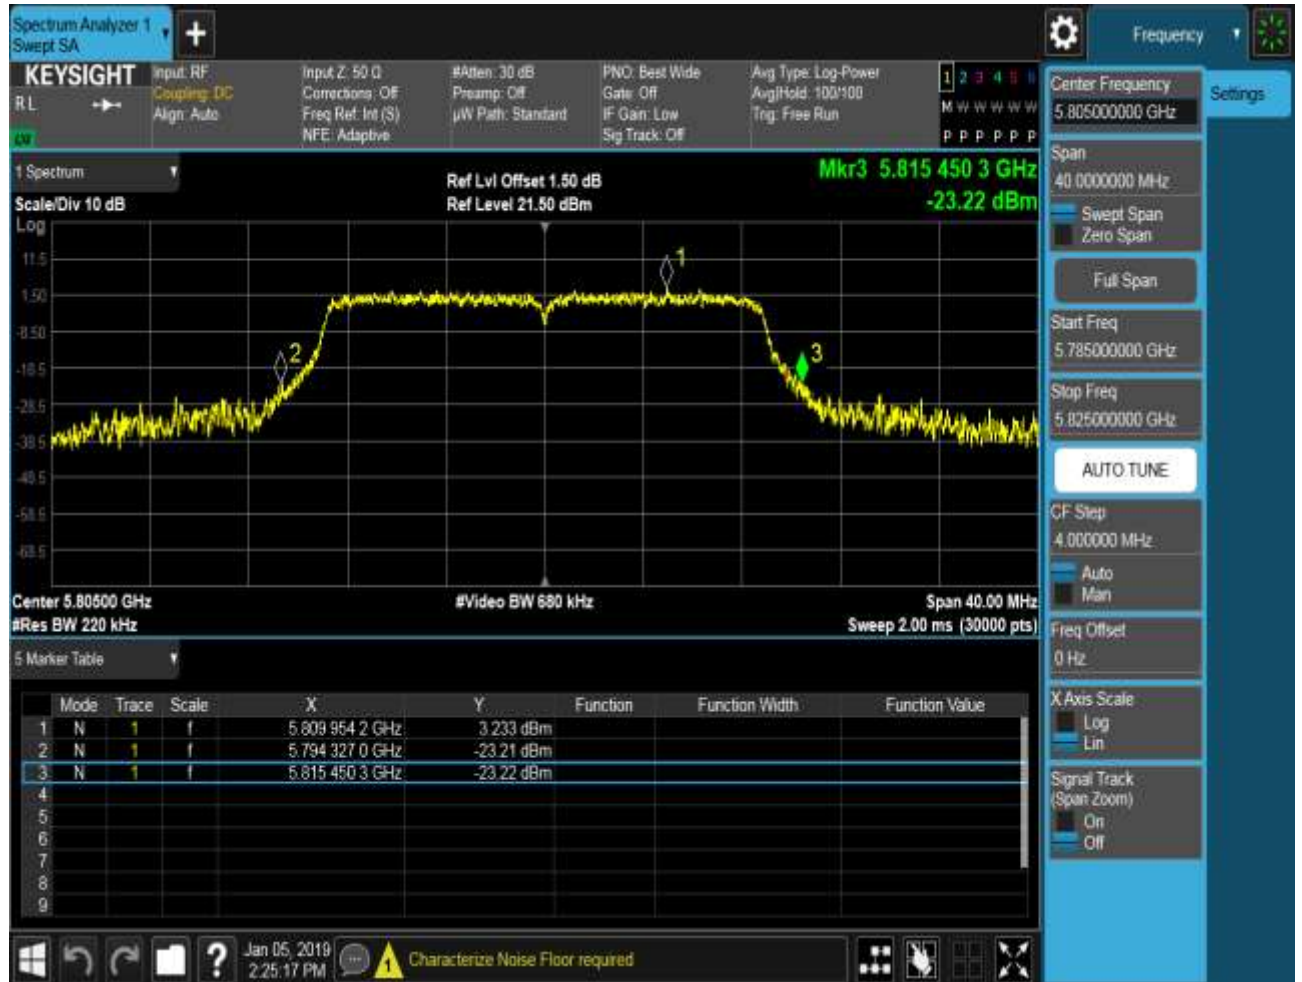 Spectrum Analyzer 1
Swept SA
+
Frequency
KEYSIGHT
R L
Input: RF
Coupling: DC
Align: Auto
Input Z: 50 Ω
Corrections: Off
Freq Ref: Int (S)
NFE: Adaptive
#Atten: 30 dB
Preamp: Off
µW Path: Standard
PNO: Best Wide
Gate: Off
IF Gain: Low
Sig Track: Off
Avg Type: Log-Power
Avg|Hold: 100/100
Trig: Free Run
1 2 3 4 5 6
M W W W W W
P P P P P P
1 Spectrum
Scale/Div 10 dB
Log
Ref Lvl Offset 1.50 dB
Ref Level 21.50 dBm
Mkr3 5.815 450 3 GHz
-23.22 dBm
11.5
1.50
-8.50
-18.5
-28.5
-38.5
-48.5
-58.5
-68.5
1
2
3
Center 5.80500 GHz
#Res BW 220 kHz
#Video BW 680 kHz
Span 40.00 MHz
Sweep 2.00 ms (30000 pts)
5 Marker Table
Mode Trace Scale X Y Function Function Width Function Value
1 N 1 f 5.809 954 2 GHz 3.233 dBm
2 N 1 f 5.794 327 0 GHz -23.21 dBm
3 N 1 f 5.815 450 3 GHz -23.22 dBm
4
5
6
7
8
9
Jan 05, 2019
2:25:17 PM
?
1
Characterize Noise Floor required
Center Frequency
5.805000000 GHz
Settings
Span
40.0000000 MHz
Swept Span
Zero Span
Full Span
Start Freq
5.785000000 GHz
Stop Freq
5.825000000 GHz
AUTO TUNE
CF Step
4.000000 MHz
Auto
Man
Freq Offset
0 Hz
X Axis Scale
Log
Lin
Signal Track
(Span Zoom)
On
Off